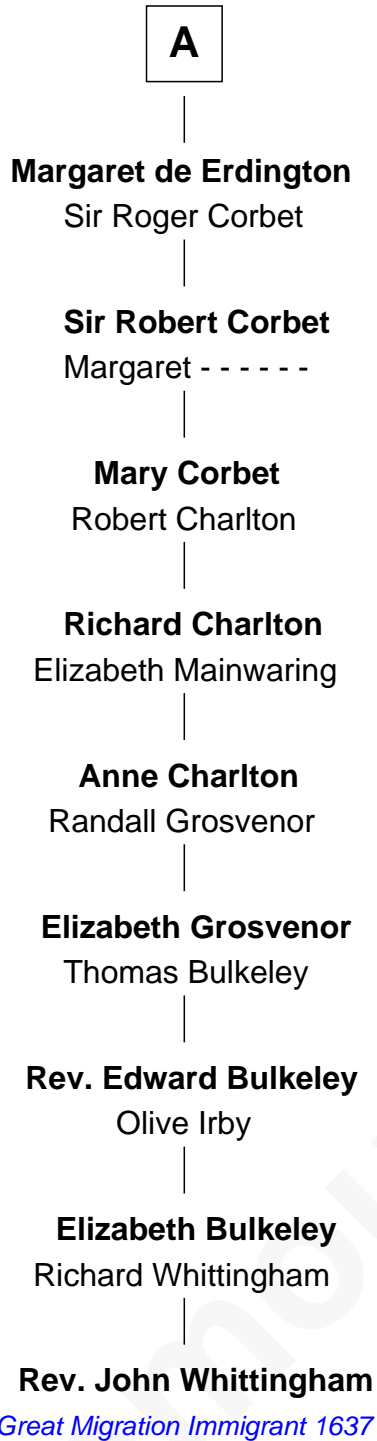 A
Margaret de Erdington
Sir Roger Corbet
Sir Robert Corbet
Margaret - - - - - -
Mary Corbet
Robert Charlton
Richard Charlton
Elizabeth Mainwaring
Anne Charlton
Randall Grosvenor
Elizabeth Grosvenor
Thomas Bulkeley
Rev. Edward Bulkeley
Olive Irby
Elizabeth Bulkeley
Richard Whittingham
Rev. John Whittingham
Great Migration Immigrant 1637